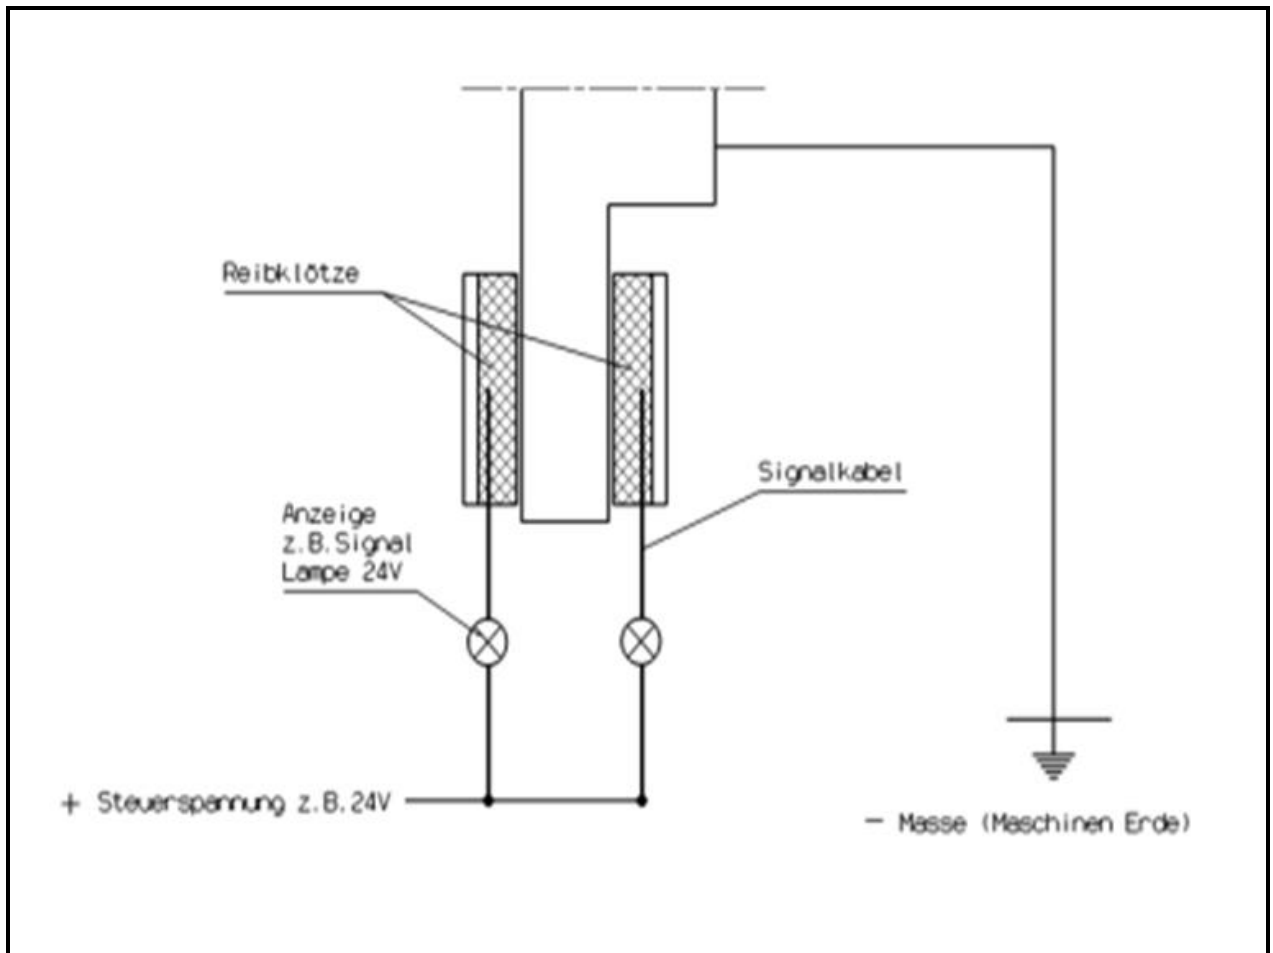 Reibklötze
Signalkabel
Anzeige
z.B.Signal
Lampe 24V
+ Steuerspannung z.B.24V
− Masse (Maschinen Erde)